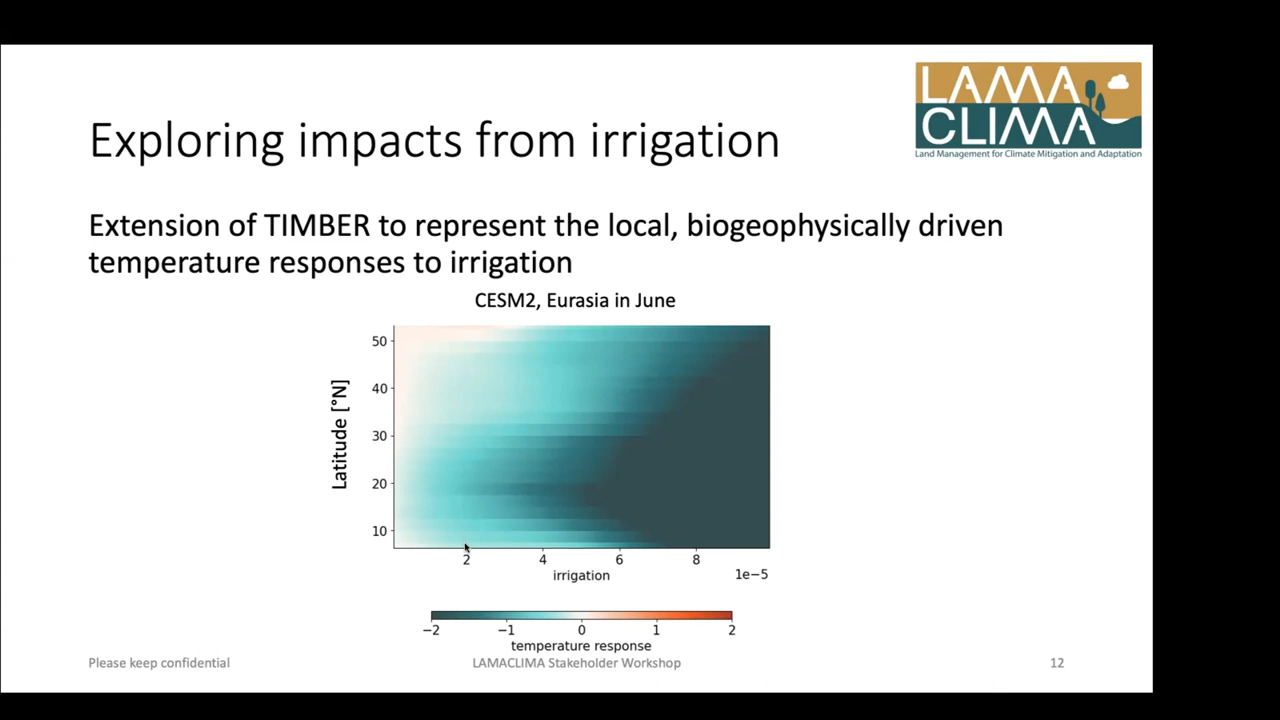 LAMA
CLIMA
Land Management for Climate Mitigation and Adaptation
Exploring impacts from irrigation
Extension of TIMBER to represent the local, biogeophysically driven
temperature responses to irrigation
CESM2, Eurasia in June
Latitude [°N]
50
40
30
20
10
2 4 6 8
irrigation
1e−5
−2 −1 0 1 2
temperature response
Please keep confidential
LAMACLIMA Stakeholder Workshop
12